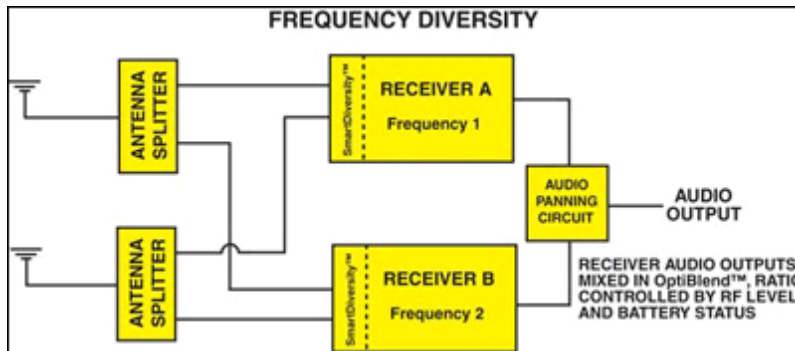 FREQUENCY DIVERSITY
ANTENNA
SPLITTER
SmartDiversity™
RECEIVER A
Frequency 1
AUDIO
PANNING
CIRCUIT
AUDIO
OUTPUT
ANTENNA
SPLITTER
SmartDiversity™
RECEIVER B
Frequency 2
RECEIVER AUDIO OUTPUTS
MIXED IN OptiBlend™, RATIO
CONTROLLED BY RF LEVEL
AND BATTERY STATUS